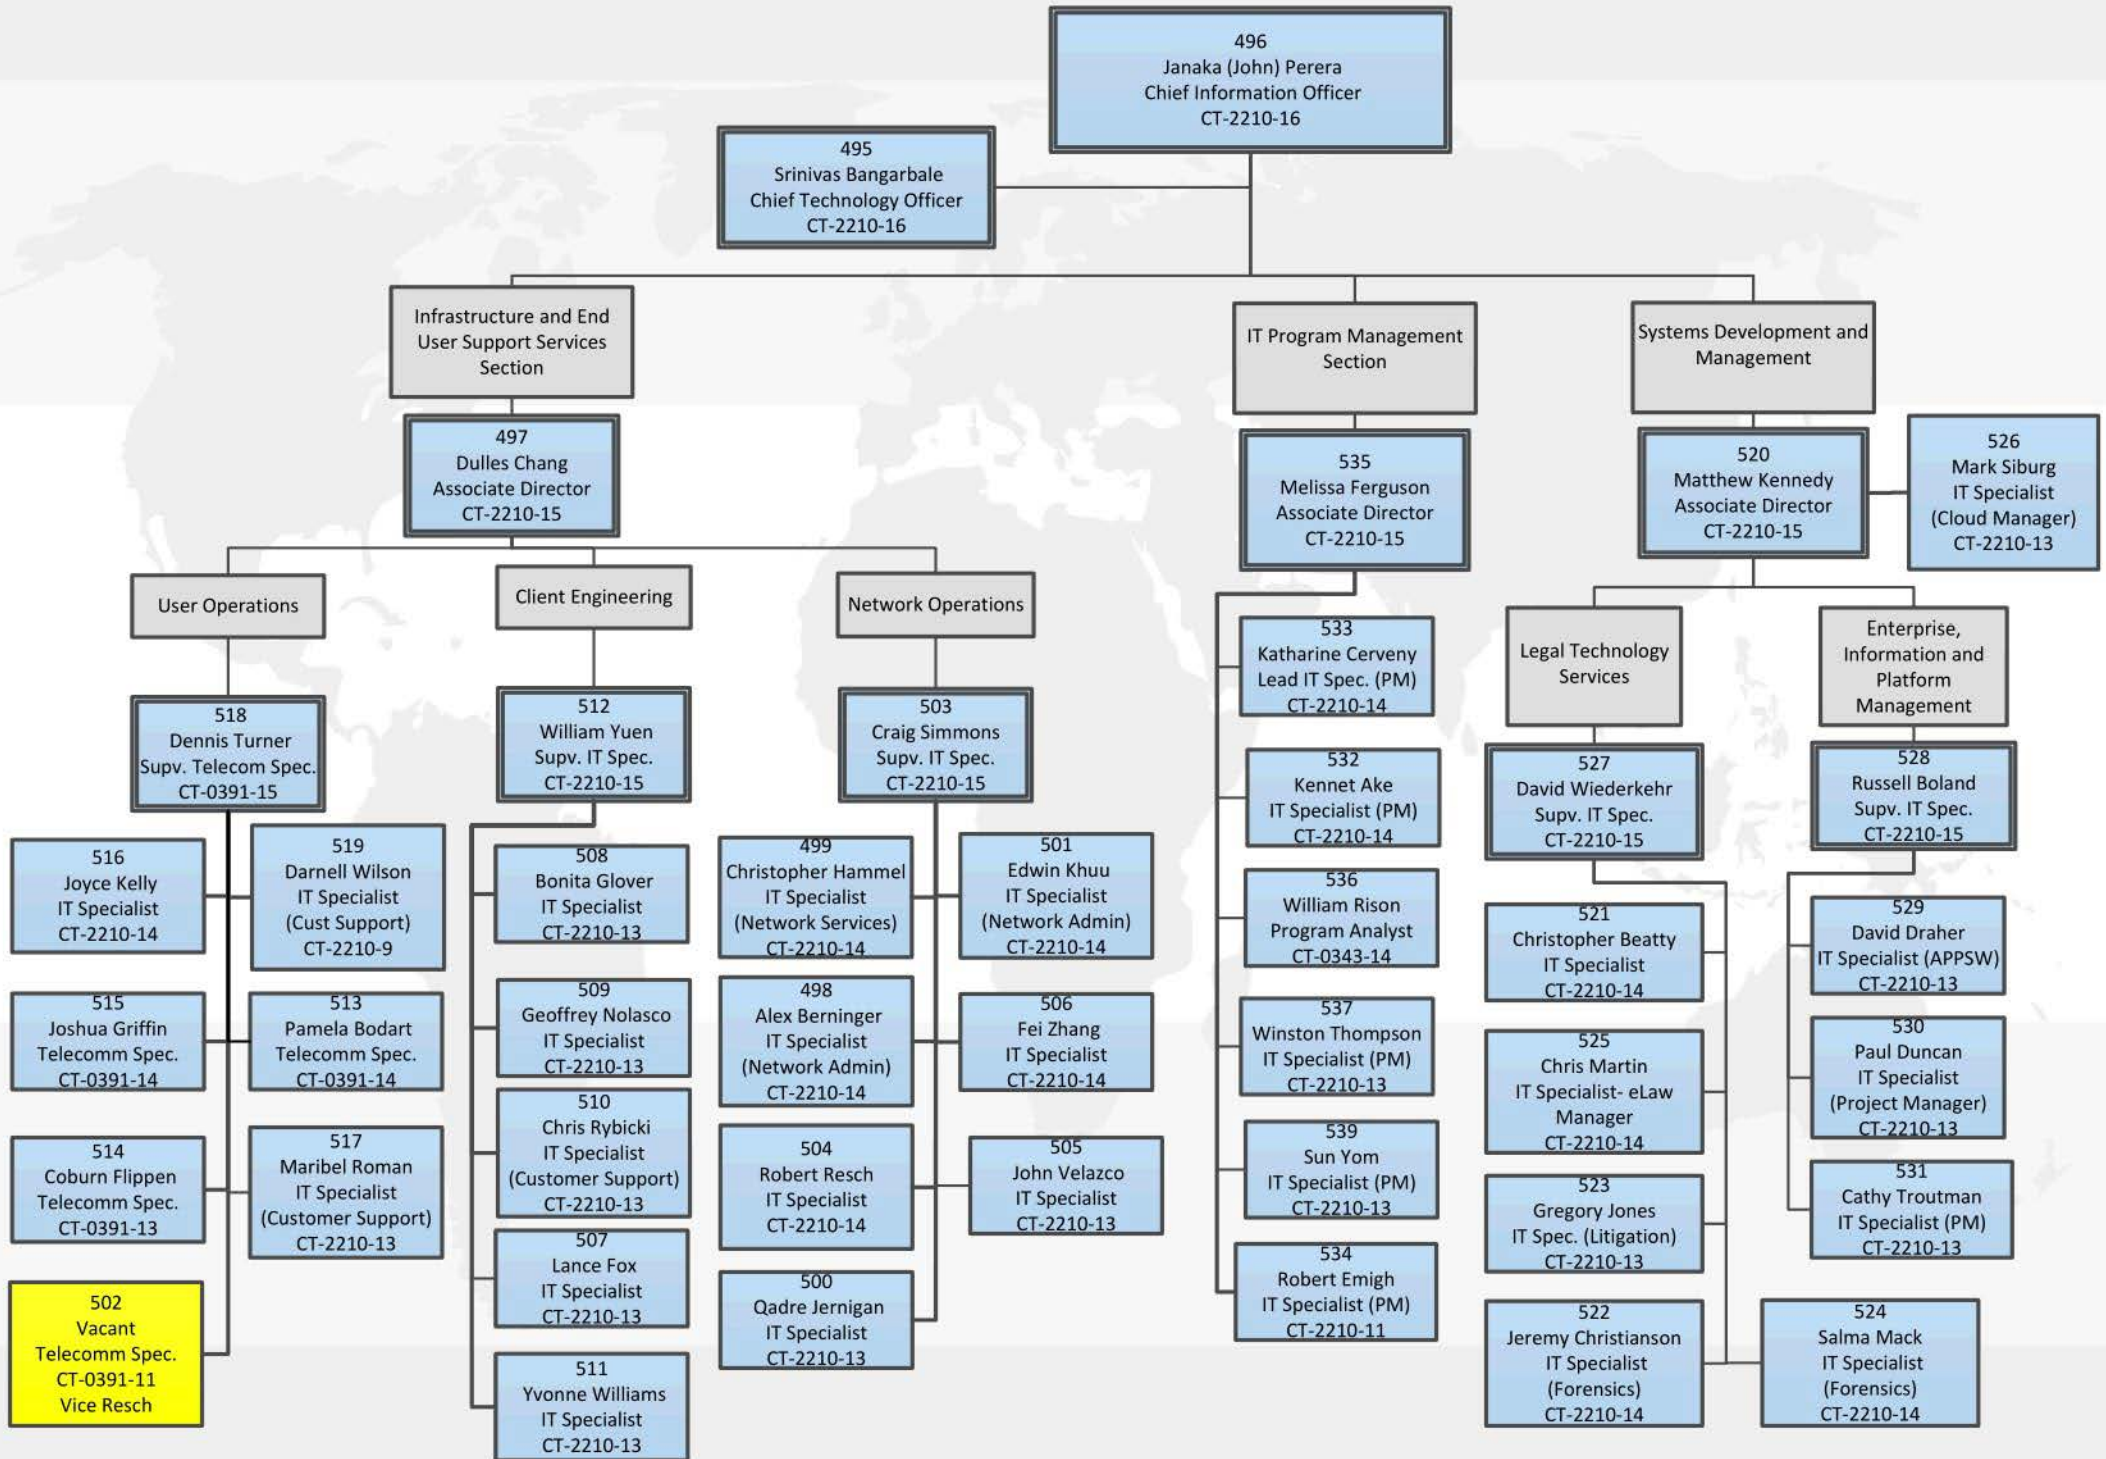 496
Janaka (John) Perera
Chief Information Officer
CT-2210-16
495
Srinivas Bangarbale
Chief Technology Officer
CT-2210-16
Infrastructure and End
User Support Services
Section
497
Dulles Chang
Associate Director
CT-2210-15
User Operations
518
Dennis Turner
Supv. Telecom Spec.
CT-0391-15
516
Joyce Kelly
IT Specialist
CT-2210-14
519
Darnell Wilson
IT Specialist
(Cust Support)
CT-2210-9
515
Joshua Griffin
Telecomm Spec.
CT-0391-14
513
Pamela Bodart
Telecomm Spec.
CT-0391-14
514
Coburn Flippen
Telecomm Spec.
CT-0391-13
517
Maribel Roman
IT Specialist
(Customer Support)
CT-2210-13
502
Vacant
Telecomm Spec.
CT-0391-11
Vice Resch
Client Engineering
512
William Yuen
Supv. IT Spec.
CT-2210-15
508
Bonita Glover
IT Specialist
CT-2210-13
509
Geoffrey Nolasco
IT Specialist
CT-2210-13
510
Chris Rybicki
IT Specialist
(Customer Support)
CT-2210-13
507
Lance Fox
IT Specialist
CT-2210-13
511
Yvonne Williams
IT Specialist
CT-2210-13
Network Operations
503
Craig Simmons
Supv. IT Spec.
CT-2210-15
499
Christopher Hammel
IT Specialist
(Network Services)
CT-2210-14
501
Edwin Khuu
IT Specialist
(Network Admin)
CT-2210-14
498
Alex Berninger
IT Specialist
(Network Admin)
CT-2210-14
506
Fei Zhang
IT Specialist
CT-2210-14
504
Robert Resch
IT Specialist
CT-2210-14
505
John Velazco
IT Specialist
CT-2210-13
500
Qadre Jernigan
IT Specialist
CT-2210-13
IT Program Management
Section
535
Melissa Ferguson
Associate Director
CT-2210-15
533
Katharine Cerveny
Lead IT Spec. (PM)
CT-2210-14
532
Kennet Ake
IT Specialist (PM)
CT-2210-14
536
William Rison
Program Analyst
CT-0343-14
537
Winston Thompson
IT Specialist (PM)
CT-2210-13
539
Sun Yom
IT Specialist (PM)
CT-2210-13
534
Robert Emigh
IT Specialist (PM)
CT-2210-11
Systems Development and
Management
520
Matthew Kennedy
Associate Director
CT-2210-15
526
Mark Siburg
IT Specialist
(Cloud Manager)
CT-2210-13
Legal Technology
Services
527
David Wiederkehr
Supv. IT Spec.
CT-2210-15
521
Christopher Beatty
IT Specialist
CT-2210-14
525
Chris Martin
IT Specialist- eLaw
Manager
CT-2210-14
523
Gregory Jones
IT Spec. (Litigation)
CT-2210-13
522
Jeremy Christianson
IT Specialist
(Forensics)
CT-2210-14
524
Salma Mack
IT Specialist
(Forensics)
CT-2210-14
Enterprise,
Information and
Platform
Management
528
Russell Boland
Supv. IT Spec.
CT-2210-15
529
David Draher
IT Specialist (APPSW)
CT-2210-13
530
Paul Duncan
IT Specialist
(Project Manager)
CT-2210-13
531
Cathy Troutman
IT Specialist (PM)
CT-2210-13